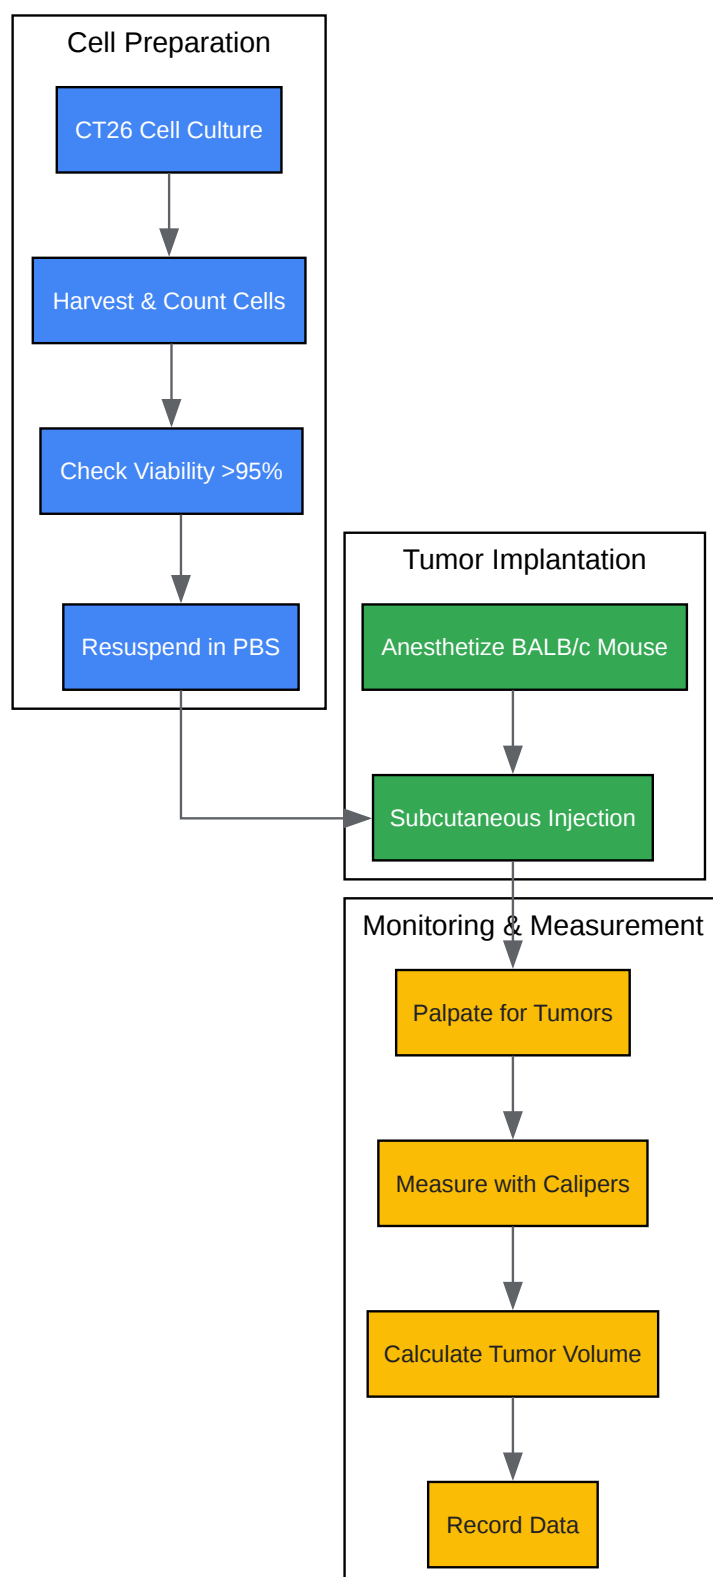 Cell Preparation
CT26 Cell Culture
Harvest & Count Cells
Check Viability >95%
Resuspend in PBS
Tumor Implantation
Anesthetize BALB/c Mouse
Subcutaneous Injection
Monitoring & Measurement
Palpate for Tumors
Measure with Calipers
Calculate Tumor Volume
Record Data